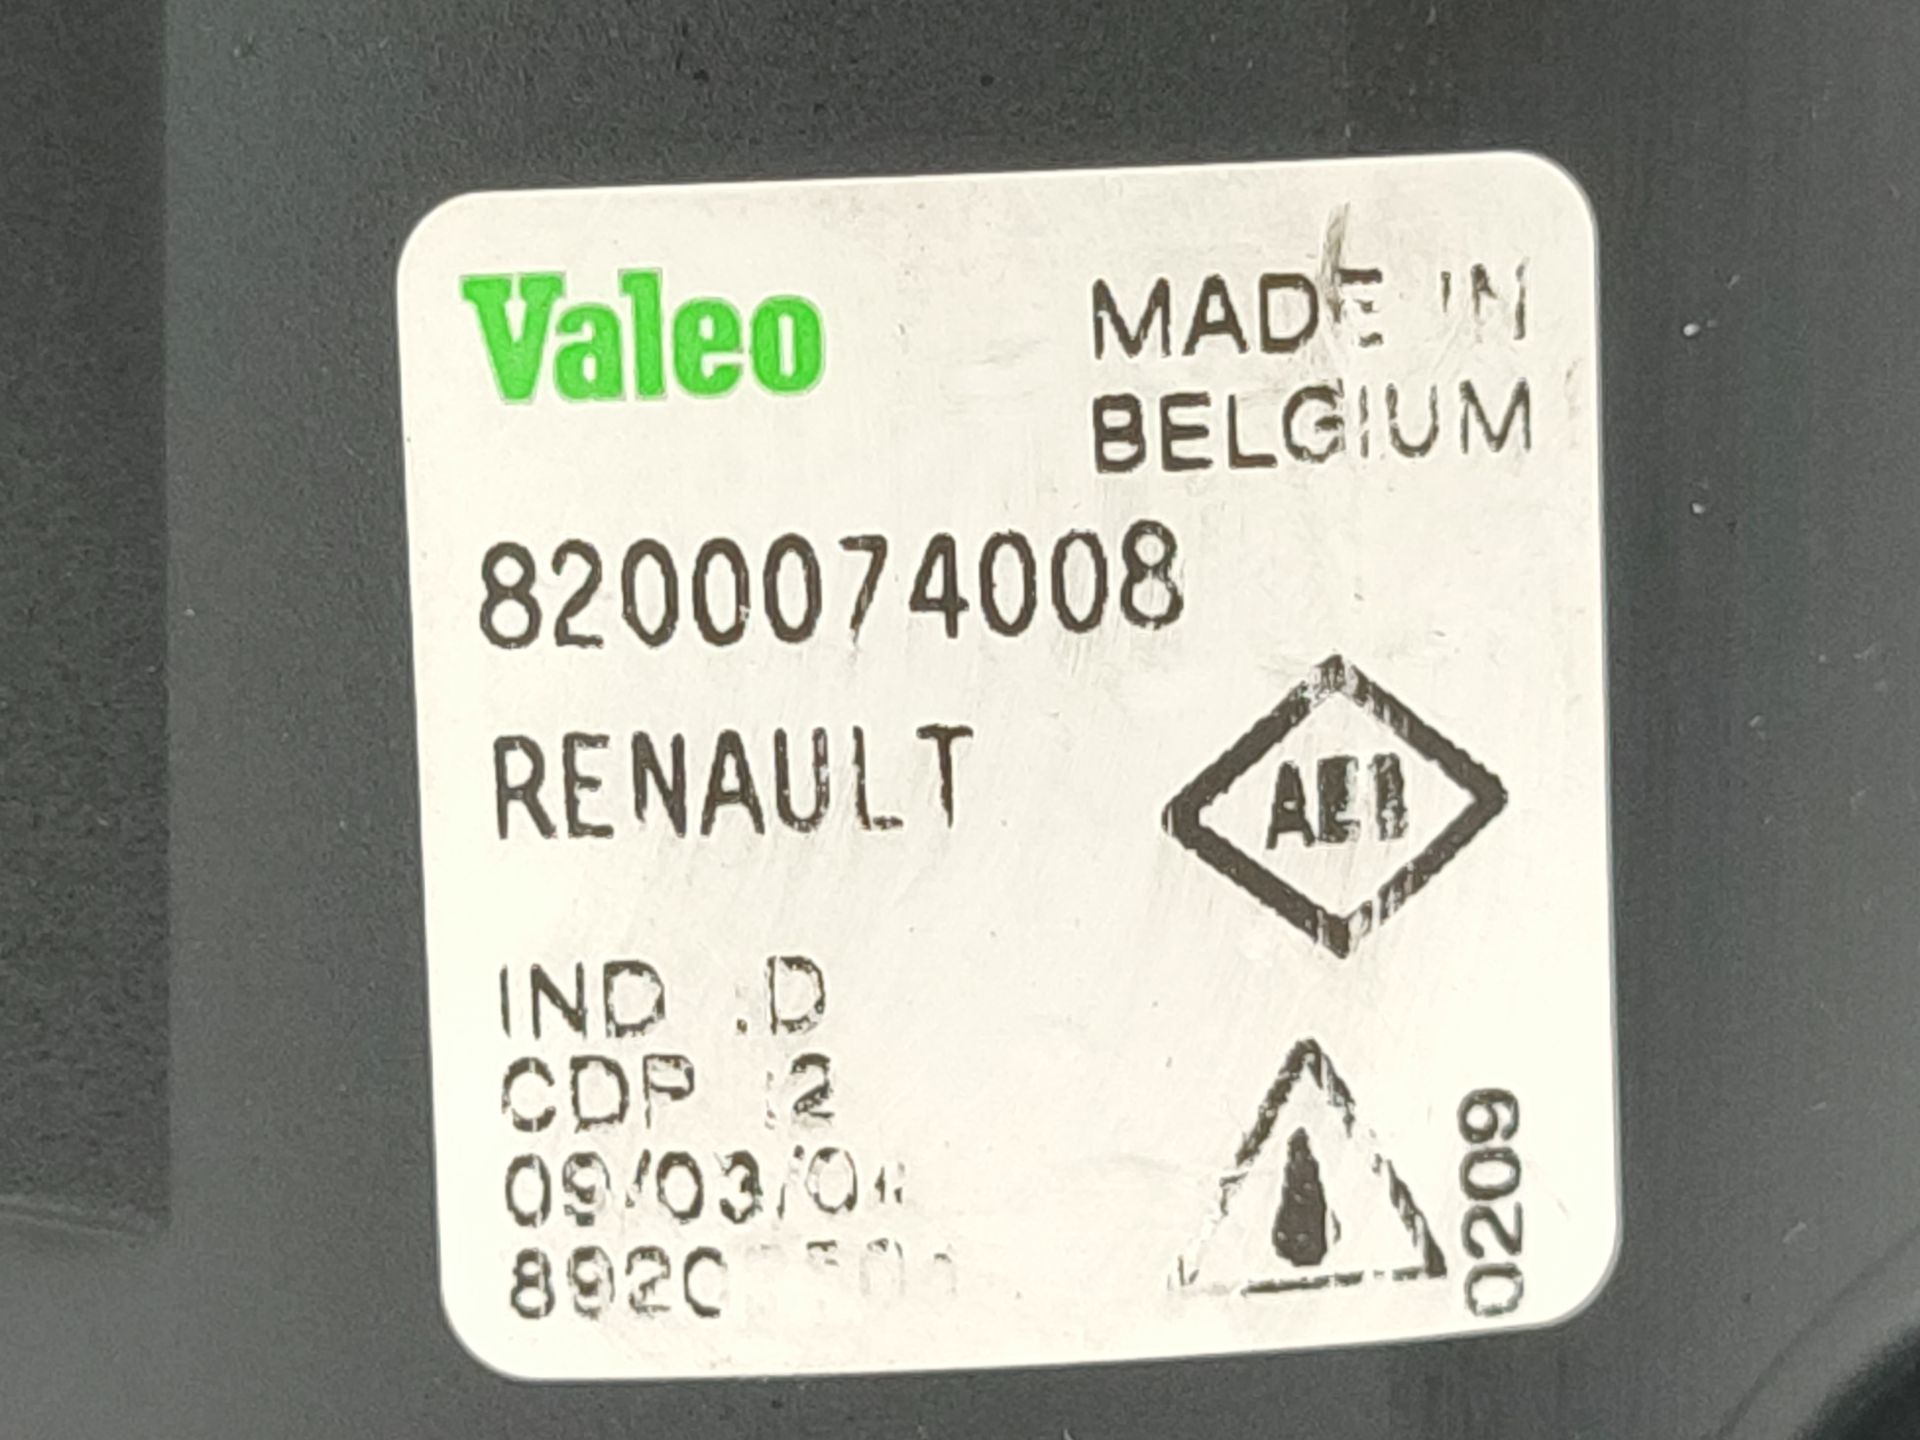 Valeo
MADE IN
BELGIUM
8200074008
RENAULT
IND .D
CDP
0209